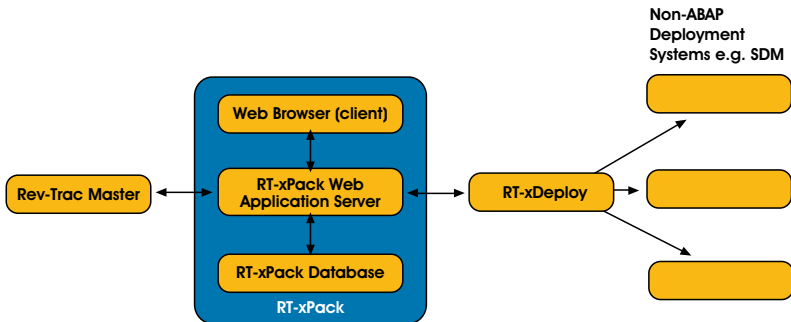 Non-ABAP
Deployment
Systems e.g. SDM
Web Browser (client)
Rev-Trac Master
RT-xPack Web
Application Server
RT-xDeploy
RT-xPack Database
RT-xPack